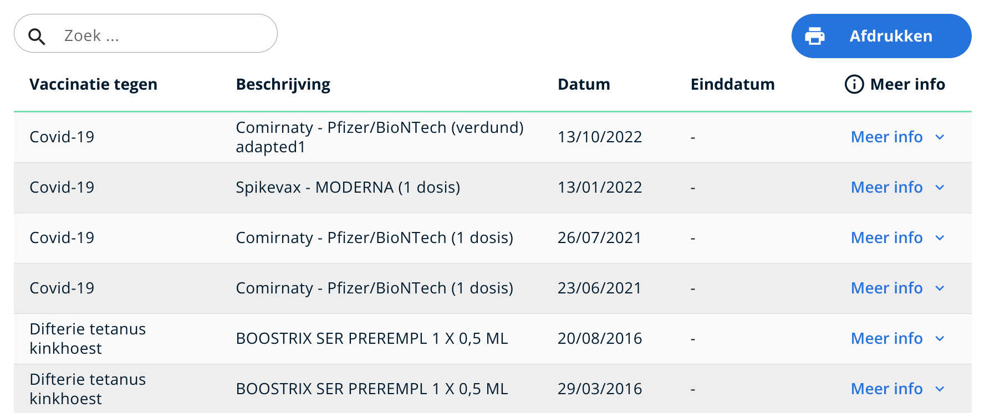 Zoek ...
Afdrukken
Vaccinatie tegen Beschrijving Datum Einddatum Meer info
Covid-19 Comirnaty - Pfizer/BioNTech (verdund) 13/10/2022 - Meer info
adapted1
Covid-19 Spikevax - MODERNA (1 dosis) 13/01/2022 - Meer info
Covid-19 Comirnaty - Pfizer/BioNTech (1 dosis) 26/07/2021 - Meer info
Covid-19 Comirnaty - Pfizer/BioNTech (1 dosis) 23/06/2021 - Meer info
Difterie tetanus
kinkhoest BOOSTRIX SER PREREMPL 1 X 0,5 ML 20/08/2016 - Meer info
Difterie tetanus
kinkhoest BOOSTRIX SER PREREMPL 1 X 0,5 ML 29/03/2016 - Meer info